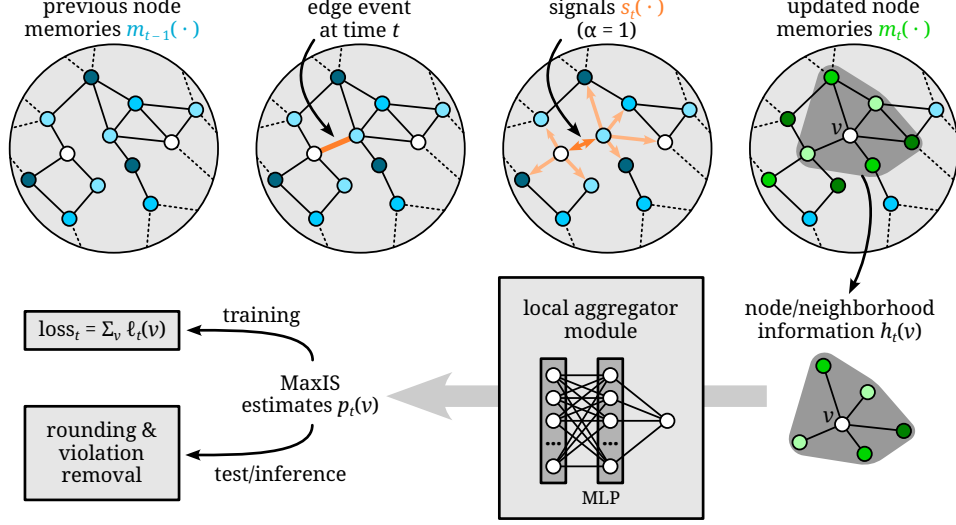 previous node
memories m_{t−1}(·)
edge event
at time t
signals s_t(·)
(α = 1)
updated node
memories m_t(·)
v
node/neighborhood
information h_t(v)
v
local aggregator
module
...
...
MLP
MaxIS
estimates p_t(v)
training
loss_t = Σ_v ℓ_t(v)
test/inference
rounding &
violation
removal